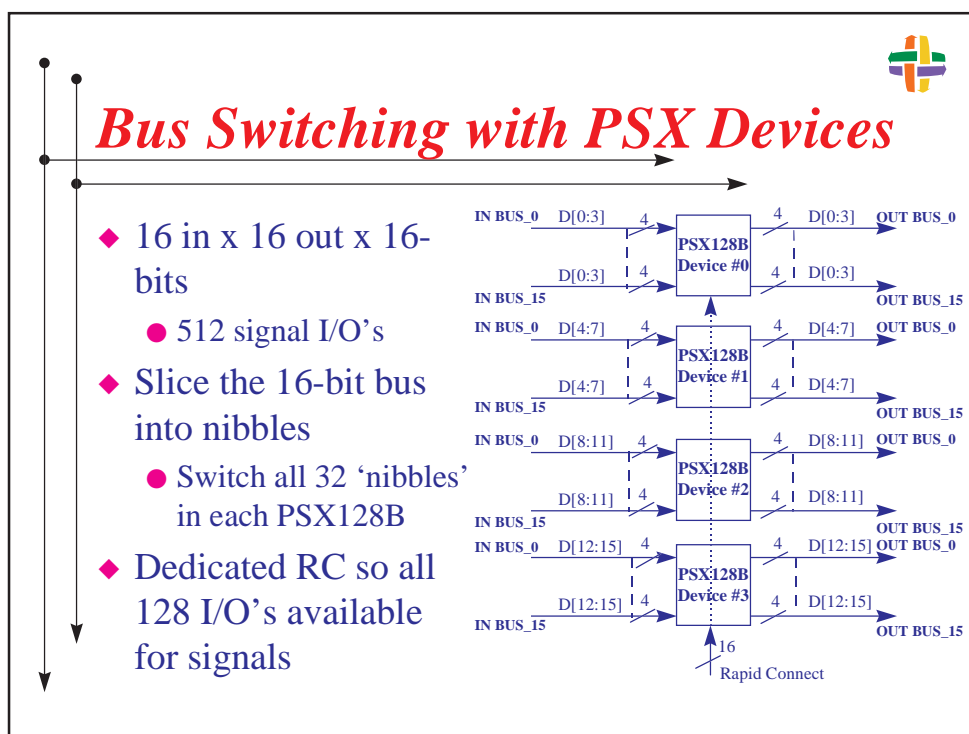 Bus Switching with PSX Devices
16 in x 16 out x 16-
bits
512 signal I/O's
Slice the 16-bit bus
into nibbles
Switch all 32 ‘nibbles’
in each PSX128B
Dedicated RC so all
128 I/O's available
for signals
IN BUS_0 D[0:3] 4 4 D[0:3] OUT BUS_0
PSX128B
Device #0
D[0:3] 4 4 D[0:3]
IN BUS_15 OUT BUS_15
IN BUS_0 D[4:7] 4 4 D[4:7] OUT BUS_0
PSX128B
Device #1
D[4:7] 4 4 D[4:7]
IN BUS_15 OUT BUS_15
IN BUS_0 D[8:11] 4 4 D[8:11] OUT BUS_0
PSX128B
Device #2
D[8:11] 4 4 D[8:11]
IN BUS_15 OUT BUS_15
IN BUS_0 D[12:15] 4 4 D[12:15] OUT BUS_0
PSX128B
Device #3
D[12:15] 4 4 D[12:15]
IN BUS_15 OUT BUS_15
16
Rapid Connect